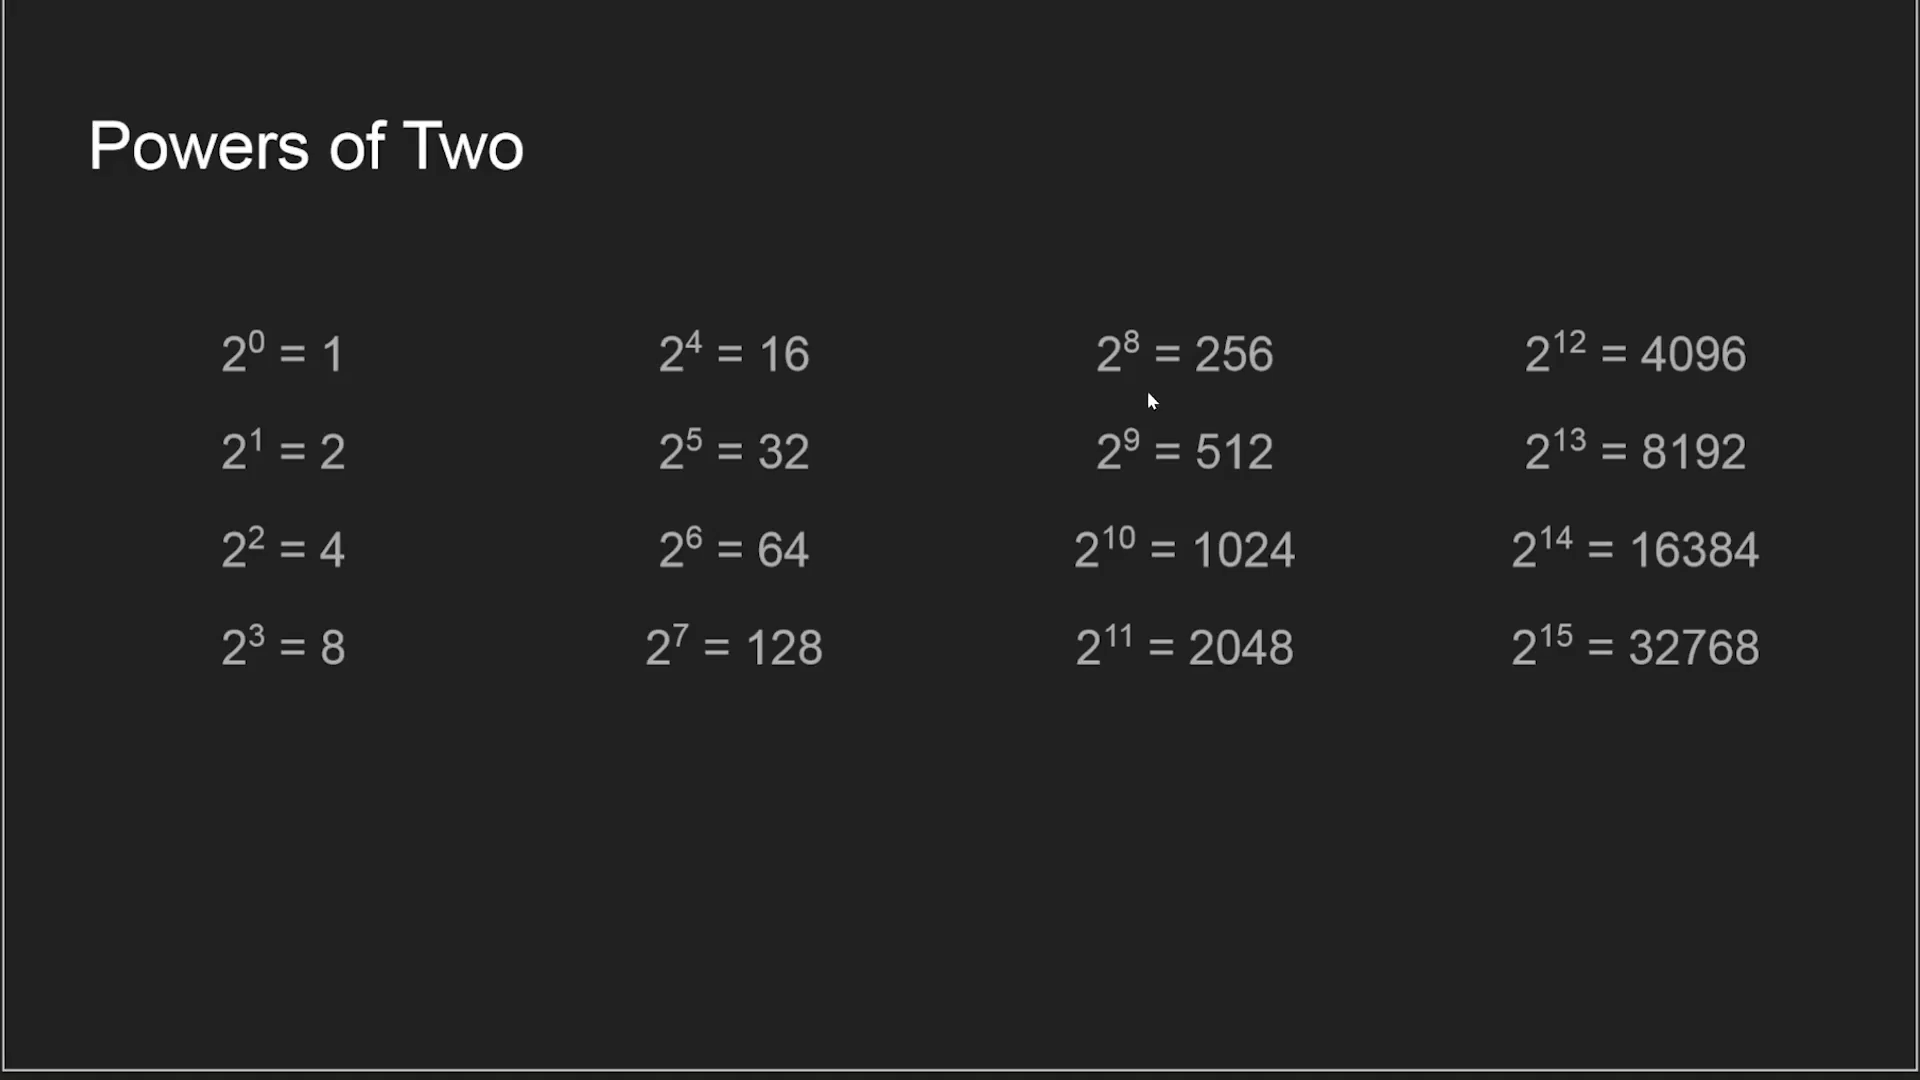 Powers of Two
2⁰ = 1
2¹ = 2
2² = 4
2³ = 8
2⁴ = 16
2⁵ = 32
2⁶ = 64
2⁷ = 128
2⁸ = 256
2⁹ = 512
2¹⁰ = 1024
2¹¹ = 2048
2¹² = 4096
2¹³ = 8192
2¹⁴ = 16384
2¹⁵ = 32768